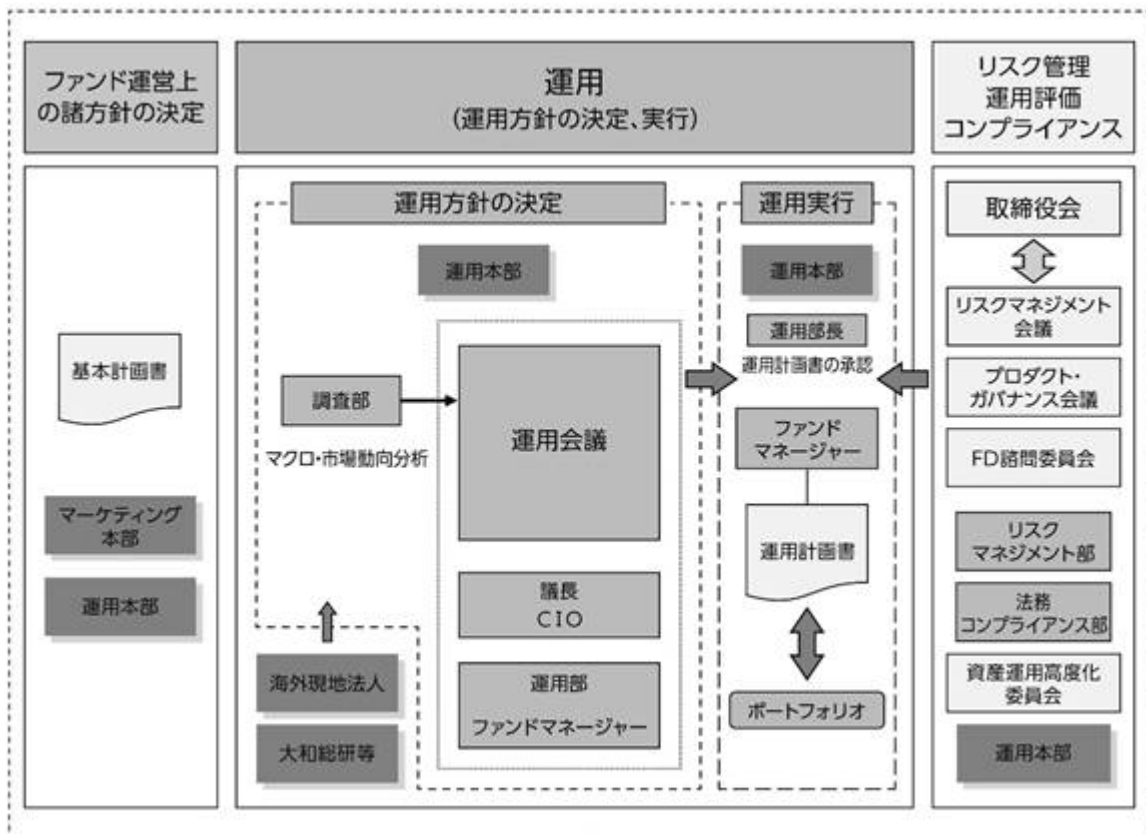 ファンド運営上
の諸方針の決定
運用
(運用方針の決定、実行)
リスク管理
運用評価
コンプライアンス
基本計画書
マーケティング
本部
運用本部
運用方針の決定
運用本部
調査部
マクロ・市場動向分析
運用会議
議長
CIO
運用部
ファンドマネージャー
海外現地法人
大和総研等
運用実行
運用本部
運用部長
運用計画書の承認
ファンド
マネージャー
運用計画書
ポートフォリオ
取締役会
リスクマネジメント
会議
プロダクト・
ガバナンス会議
FD諮問委員会
リスク
マネジメント部
法務
コンプライアンス部
資産運用高度化
委員会
運用本部